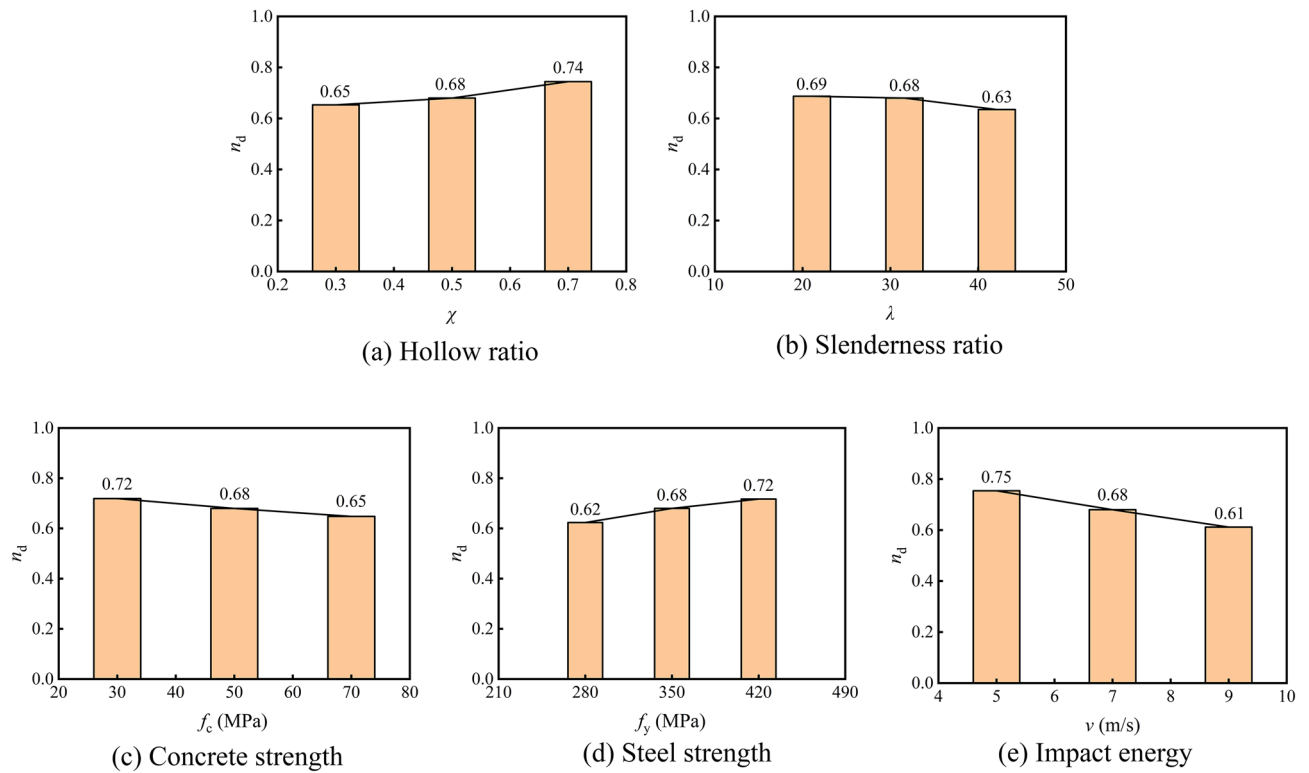 1.0
0.8
0.6
0.4
0.2
0.0
n_d
0.65
0.68
0.74
0.2 0.3 0.4 0.5 0.6 0.7 0.8
χ
(a) Hollow ratio
1.0
0.8
0.6
0.4
0.2
0.0
n_d
0.69
0.68
0.63
10 20 30 40 50
λ
(b) Slenderness ratio
1.0
0.8
0.6
0.4
0.2
0.0
n_d
0.72
0.68
0.65
20 30 40 50 60 70 80
f_c (MPa)
(c) Concrete strength
1.0
0.8
0.6
0.4
0.2
0.0
n_d
0.62
0.68
0.72
210 280 350 420 490
f_y (MPa)
(d) Steel strength
1.0
0.8
0.6
0.4
0.2
0.0
n_d
0.75
0.68
0.61
4 5 6 7 8 9 10
v (m/s)
(e) Impact energy